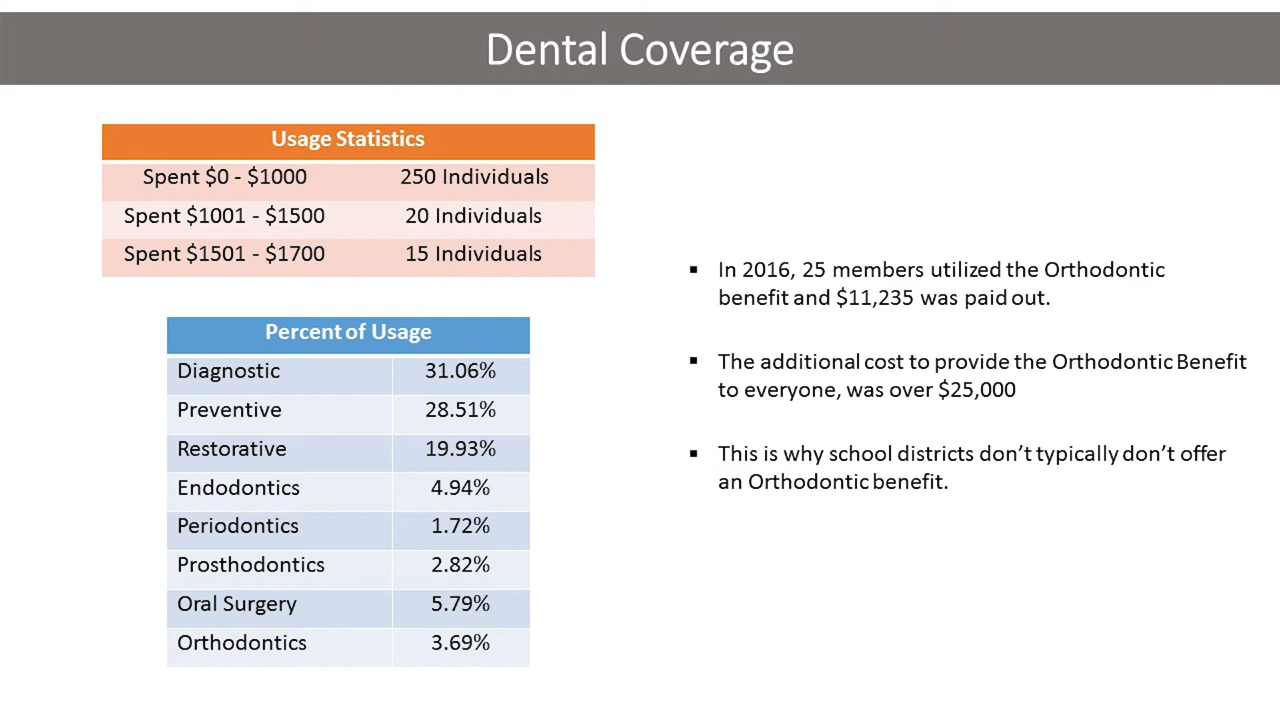 Dental Coverage
Usage Statistics
Spent $0 - $1000 250 Individuals
Spent $1001 - $1500 20 Individuals
Spent $1501 - $1700 15 Individuals
Percent of Usage
Diagnostic 31.06%
Preventive 28.51%
Restorative 19.93%
Endodontics 4.94%
Periodontics 1.72%
Prosthodontics 2.82%
Oral Surgery 5.79%
Orthodontics 3.69%
▪ In 2016, 25 members utilized the Orthodontic
benefit and $11,235 was paid out.
▪ The additional cost to provide the Orthodontic Benefit
to everyone, was over $25,000
▪ This is why school districts don’t typically don’t offer
an Orthodontic benefit.